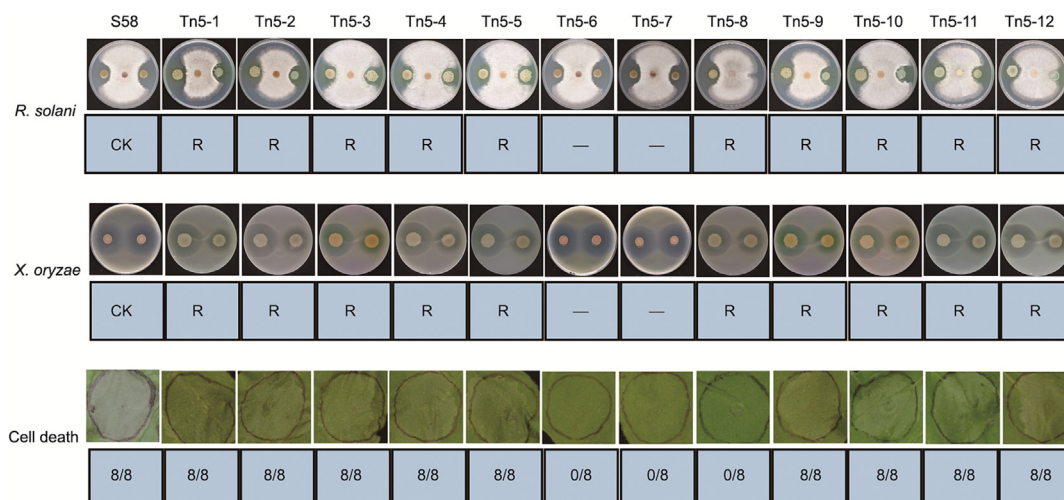 S58 Tn5-1 Tn5-2 Tn5-3 Tn5-4 Tn5-5 Tn5-6 Tn5-7 Tn5-8 Tn5-9 Tn5-10 Tn5-11 Tn5-12
R. solani
CK R R R R R — — R R R R R
X. oryzae
CK R R R R R — — R R R R R
Cell death
8/8 8/8 8/8 8/8 8/8 8/8 0/8 0/8 0/8 8/8 8/8 8/8 8/8